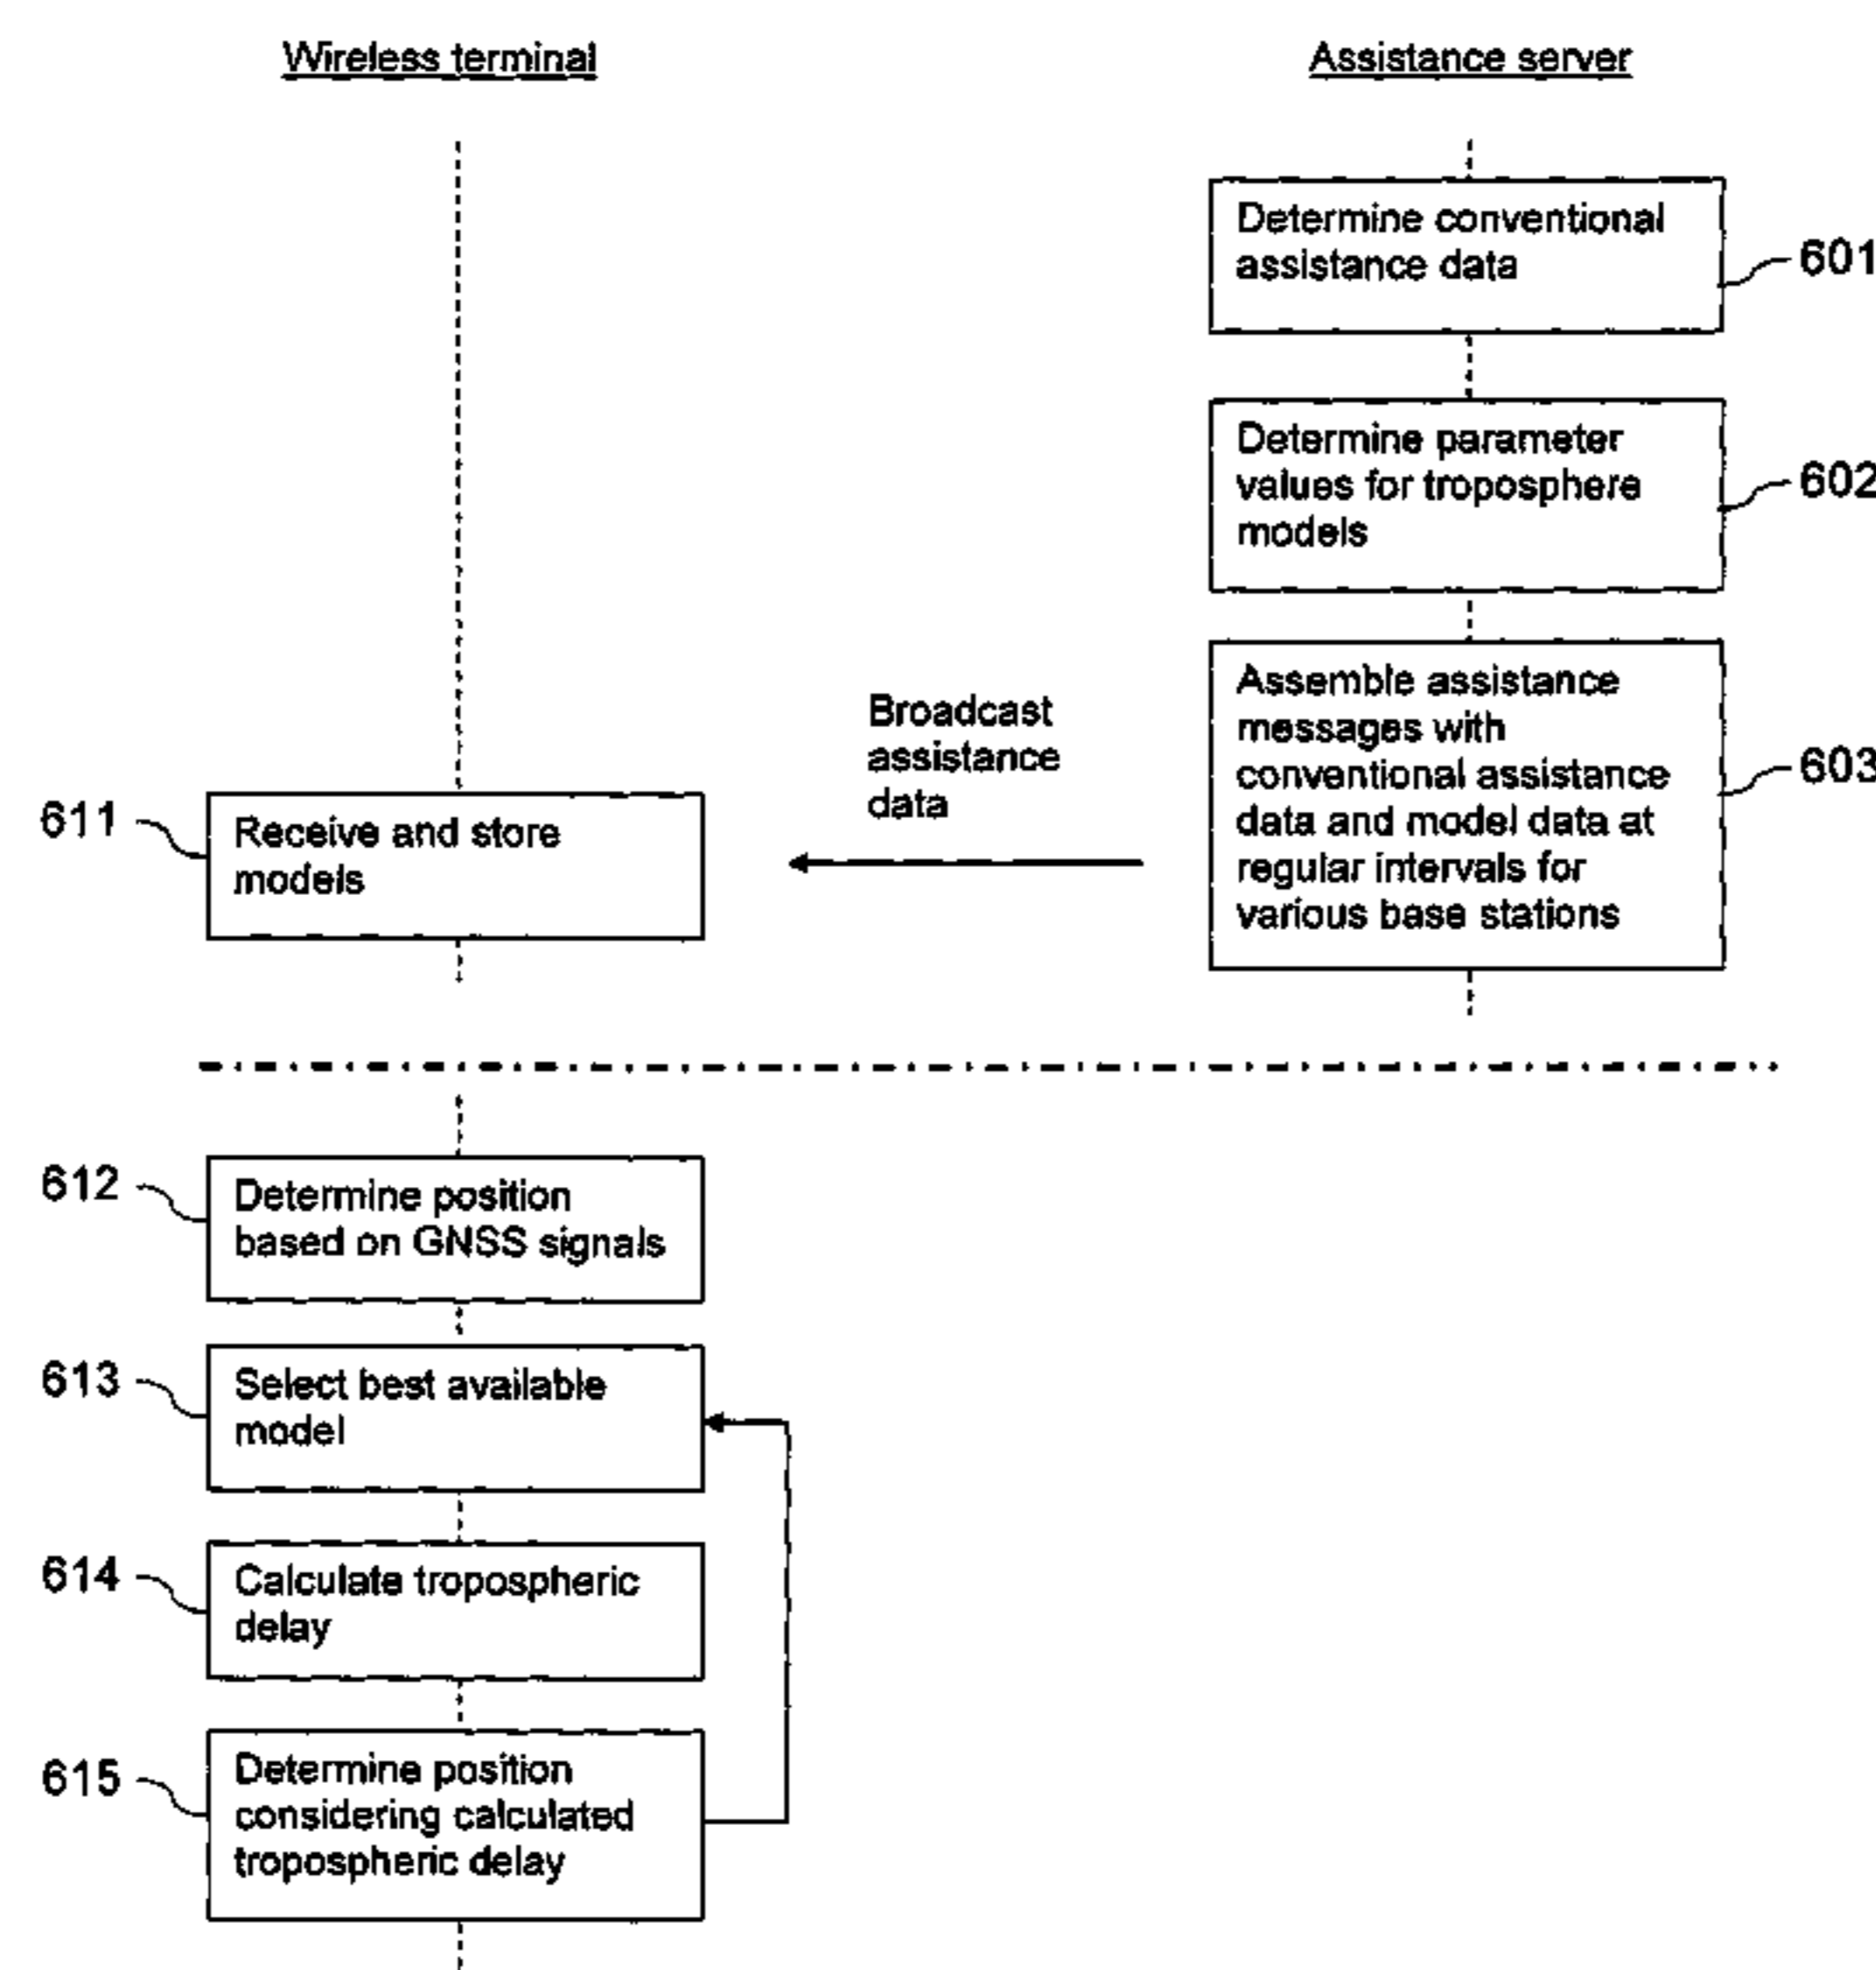 Wireless terminal
Assistance server
Determine conventional
assistance data
601
Determine parameter
values for troposphere
models
602
Assemble assistance
messages with
conventional assistance
data and model data at
regular intervals for
various base stations
603
Broadcast
assistance
data
611
Receive and store
models
612
Determine position
based on GNSS signals
613
Select best available
model
614
Calculate tropospheric
delay
615
Determine position
considering calculated
tropospheric delay